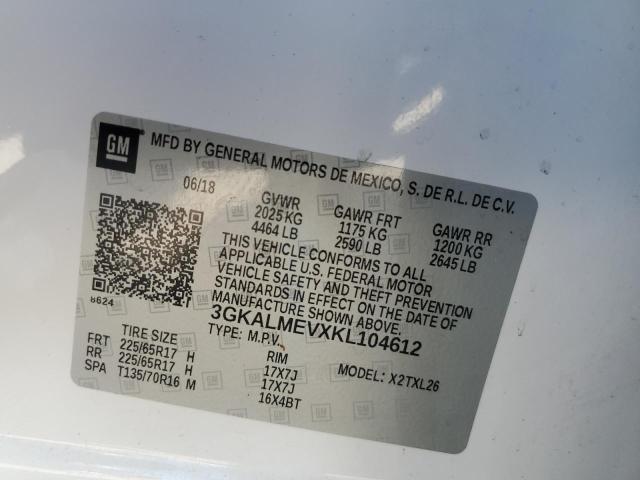 GM MFD BY GENERAL MOTORS DE MEXICO, S. DE R.L. DE C.V.
06/18 GVWR GAWR FRT GAWR RR
2025 KG 1175 KG 1200 KG
4464 LB 2590 LB 2645 LB
THIS VEHICLE CONFORMS TO ALL
APPLICABLE U.S. FEDERAL MOTOR
VEHICLE SAFETY AND THEFT PREVENTION
STANDARDS IN EFFECT ON THE DATE OF
MANUFACTURE SHOWN ABOVE.
8624
3GKALMEVXKL104612
TYPE: M.P.V.
TIRE SIZE RIM MODEL: X2TXL26
FRT 225/65R17 H 17X7J
RR 225/65R17 H 17X7J
SPA T135/70R16 M 16X4BT